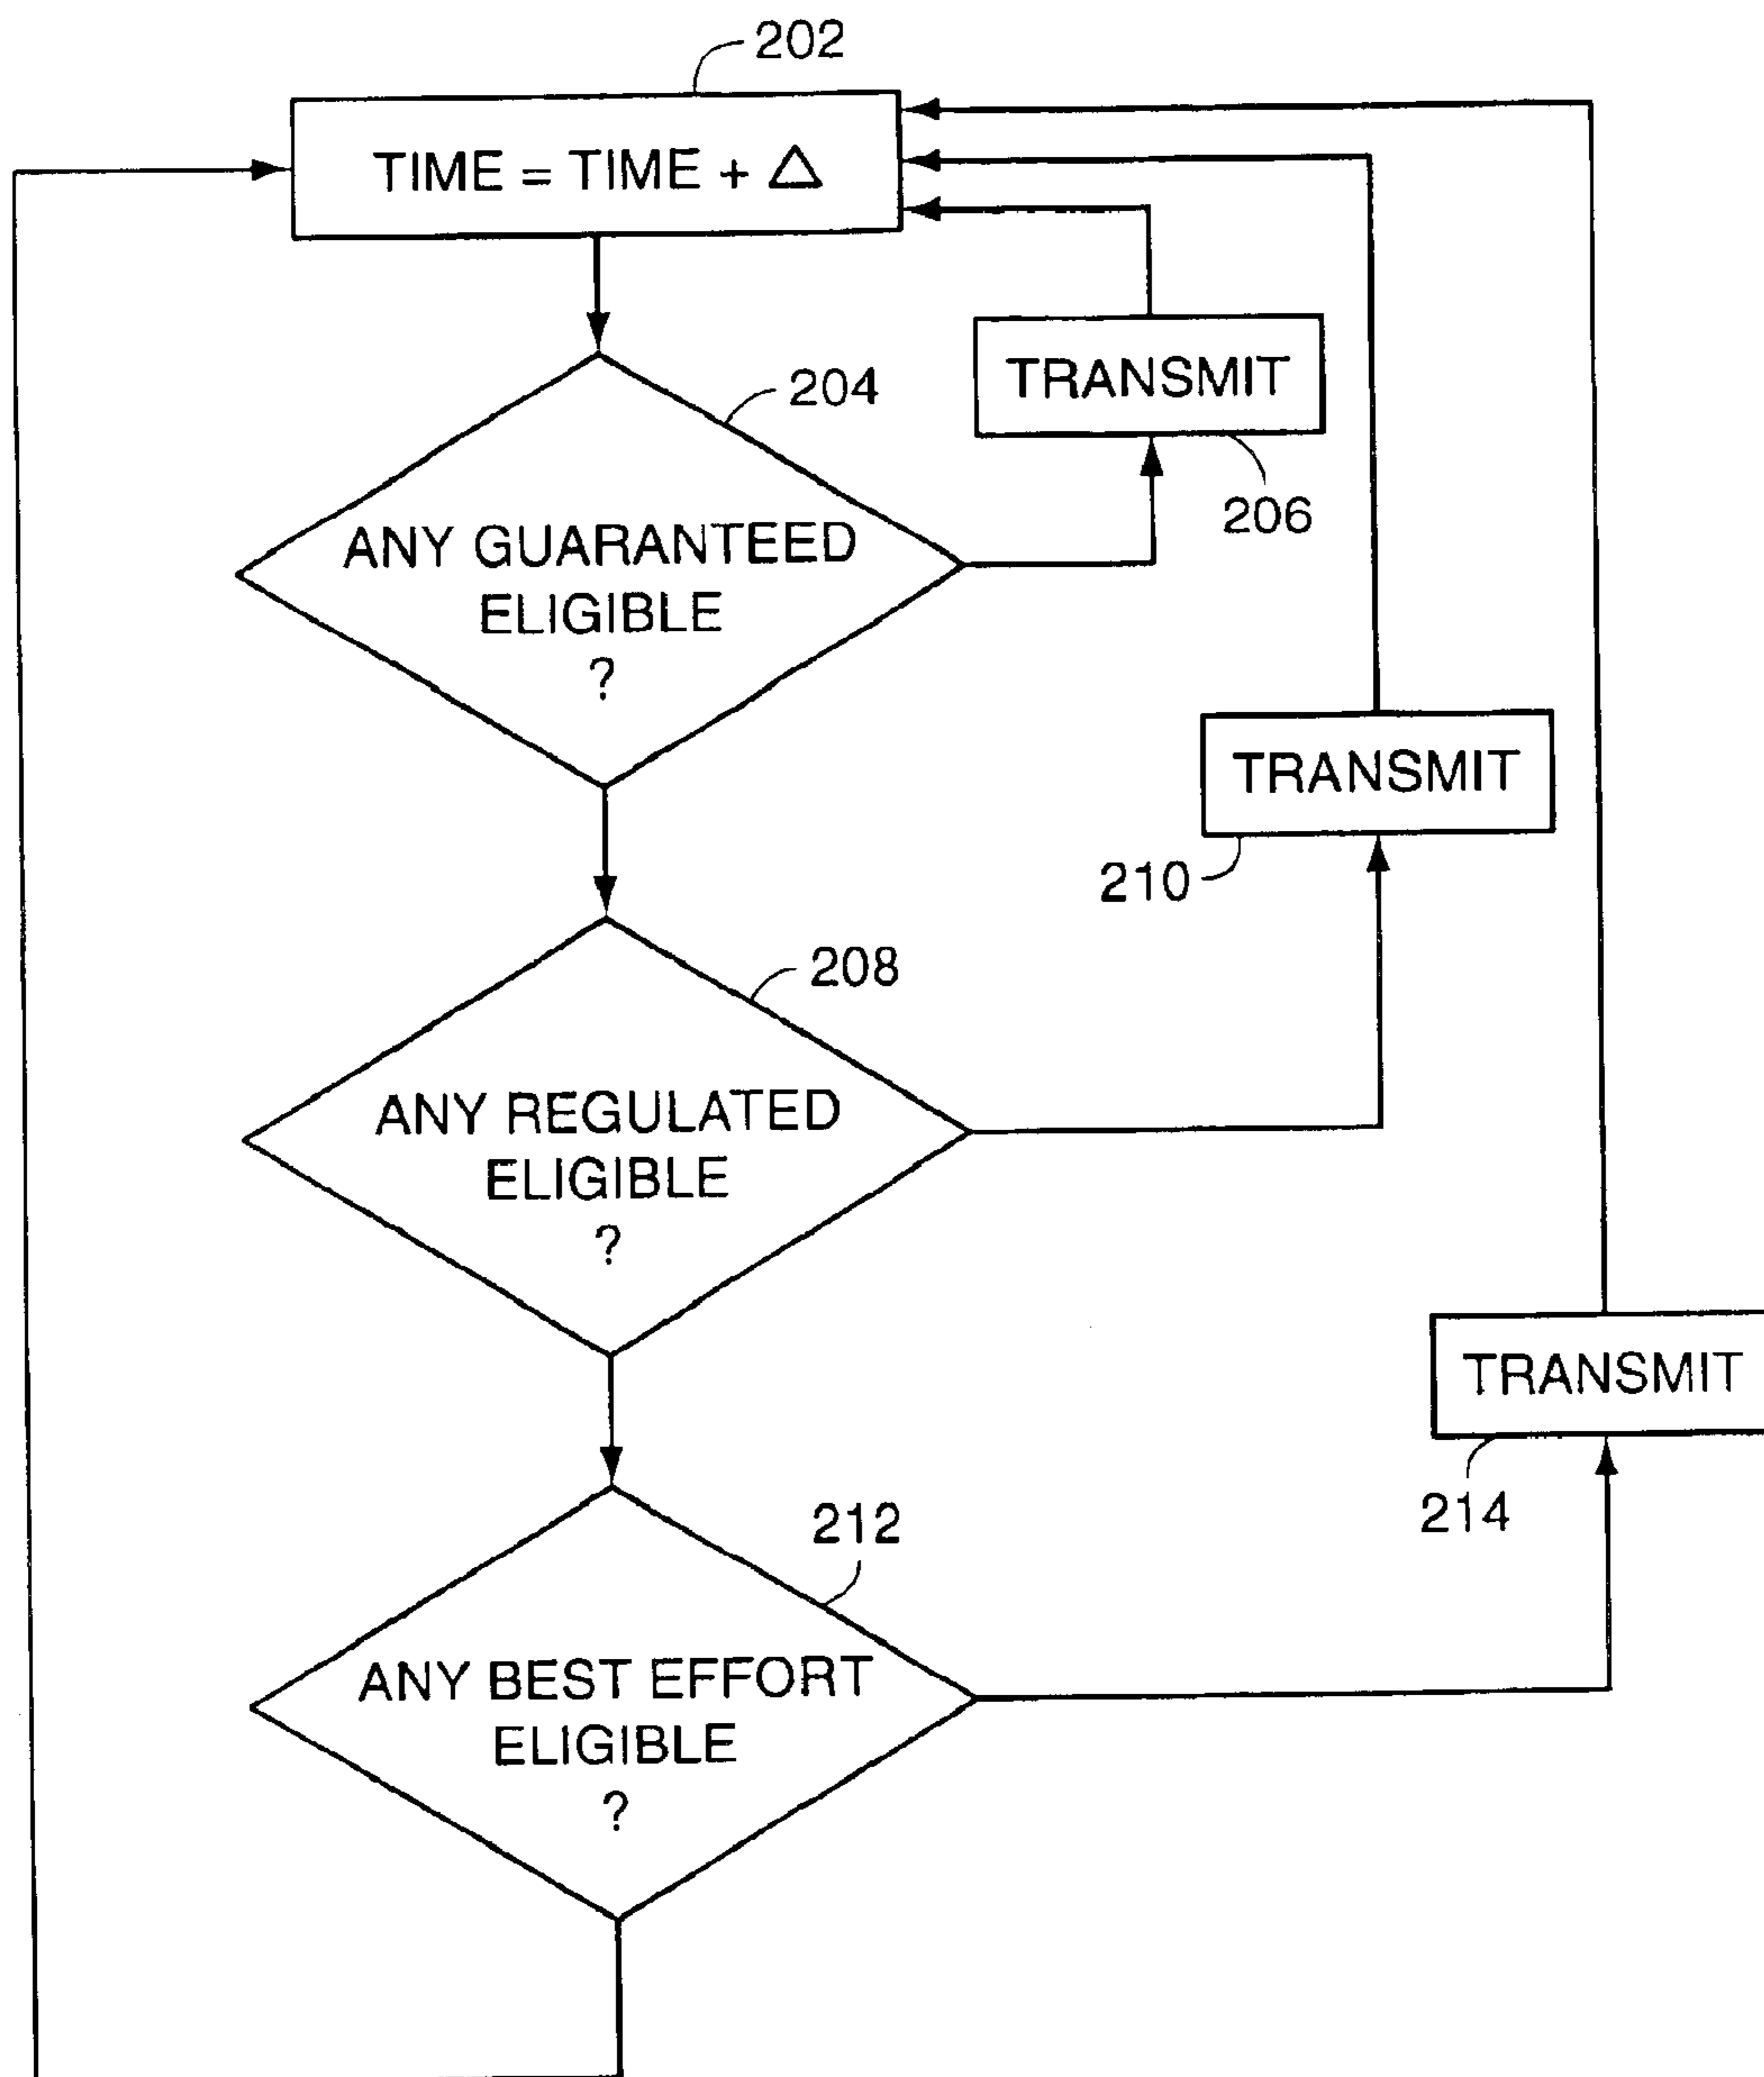 202
TIME = TIME + △
TRANSMIT
204
206
ANY GUARANTEED
ELIGIBLE
?
TRANSMIT
210
208
ANY REGULATED
ELIGIBLE
?
TRANSMIT
214
212
ANY BEST EFFORT
ELIGIBLE
?